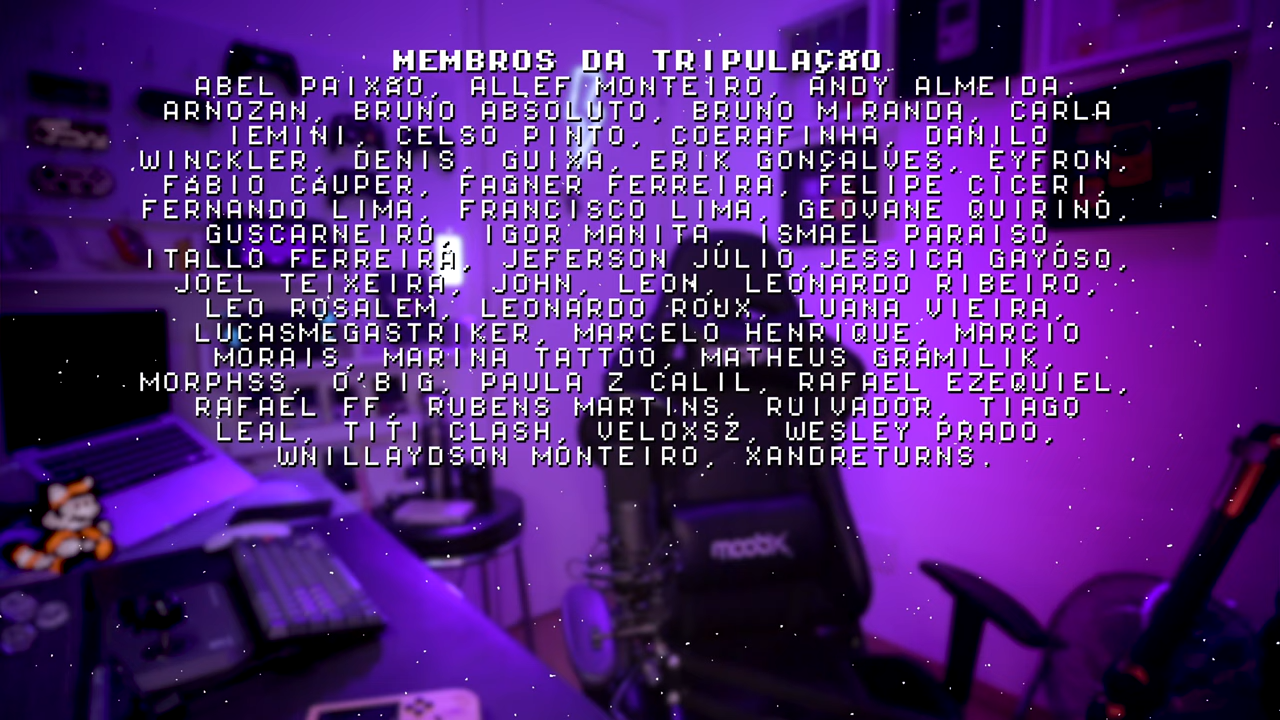 MEMBROS DA TRIPULAÇÃO
ABEL PAIXÃO, ALLEF MONTEIRO, ANDY ALMEIDA,
ARNOZAN, BRUNO ABSOLUTO, BRUNO MIRANDA, CARLA
IEMINI, CELSO PINTO, COERAFINHA, DANILO
WINCKLER, DENIS, GUIXA, ERIK GONÇALVES, EYFRON,
FÁBIO CÁUPER, FAGNER FERREIRA, FELIPE CÍCERI,
FERNANDO LIMA, FRANCISCO LIMA, GEOVANE QUIRINO,
GUSCARNEIRO, IGOR MANITA, ISMAEL PARAISO,
ITALLO FERREIRA, JEFERSON JÚLIO,JESSICA GAYOSO,
JOEL TEIXEIRA, JOHN, LEON, LEONARDO RIBEIRO,
LEO ROSALEM, LEONARDO ROUX, LUANA VIEIRA,
LUCASMEGASTRIKER, MARCELO HENRIQUE, MARCIO
MORAIS, MARINA TATTOO, MATHEUS GRAMILIK,
MORPHSS, O'BIG, PAULA Z CALIL, RAFAEL EZEQUIEL,
RAFAEL FF, RUBENS MARTINS, RUIVADOR, TIAGO
LEAL, TITI CLASH, VELOXSZ, WESLEY PRADO,
WNILLAYDSON MONTEIRO, XANDRETURNS.